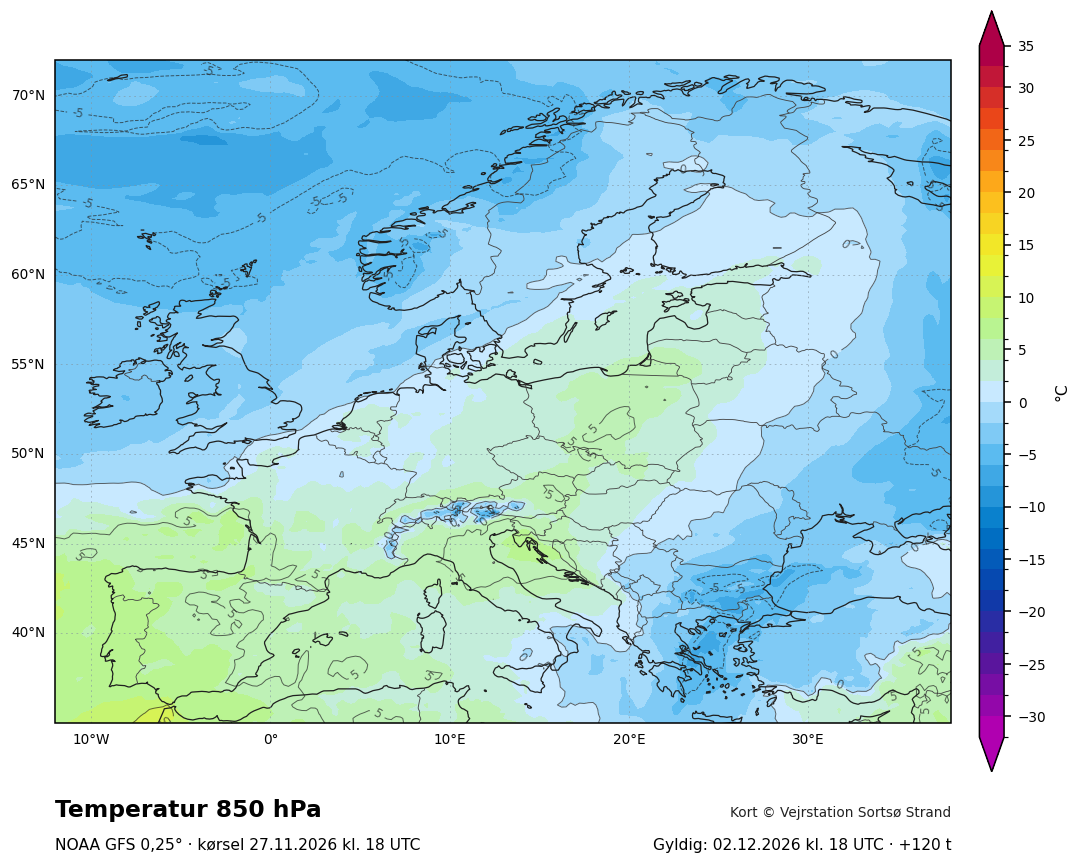 35
30
25
20
15
10
5
0
−5
−10
−15
−20
−25
−30
°C
70°N
65°N
60°N
55°N
50°N
45°N
40°N
10°W
0°
10°E
20°E
30°E
Temperatur 850 hPa
Kort © Vejrstation Sortsø Strand
NOAA GFS 0,25° · kørsel 27.11.2026 kl. 18 UTC
Gyldig: 02.12.2026 kl. 18 UTC · +120 t